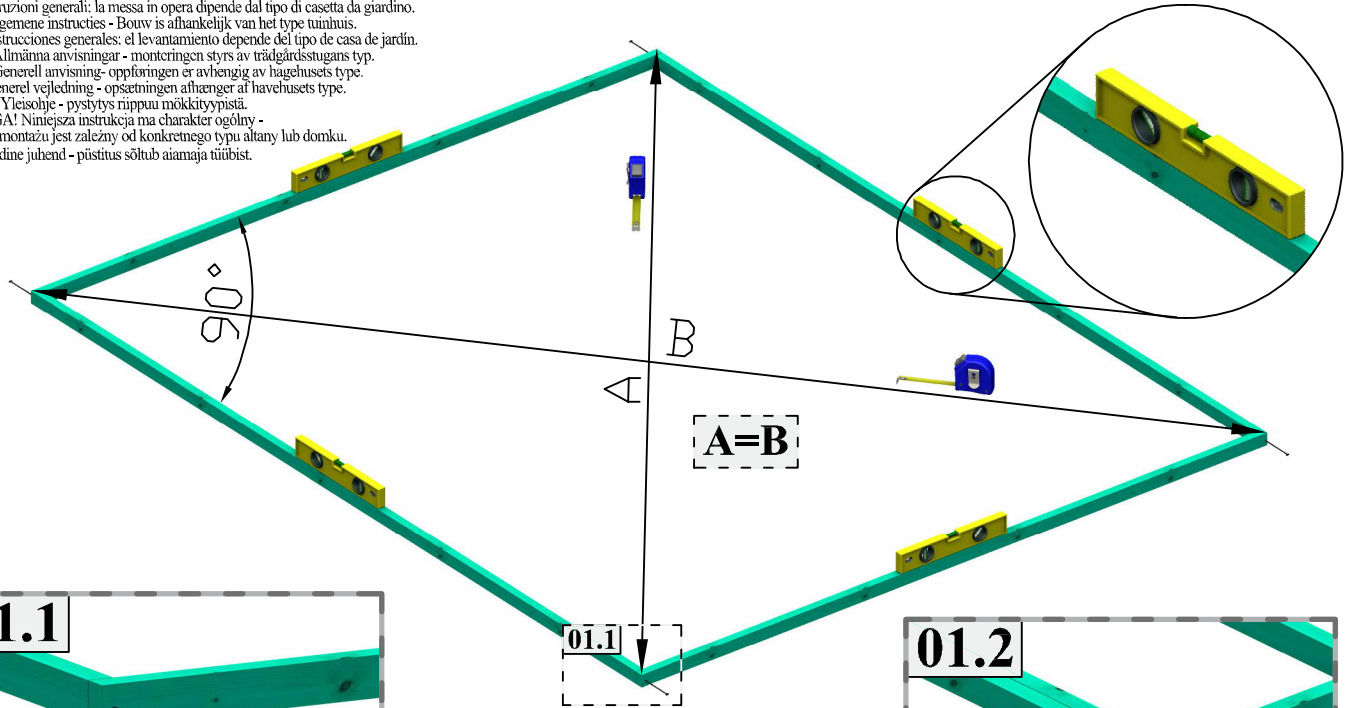 ruzioni generali: la messa in opera dipende dal tipo di casetta da giardino.
gemene instructies - Bouw is afhankelijk van het type tuinhuis.
strucciones generales: el levantamiento depende del tipo de casa de jardín.
Allmänna anvisningar - monteringen styrs av trädgårdsstugans typ.
Generell anvisning- oppføringen er avhengig av hagehusets type.
enerel vejledning - opsætningen afhænger af havehusets type.
Yleisohje - pystytys riippuu mökkityypistä.
GA! Niniejsza instrukcja ma charakter ogólny -
montażu jest zależny od konkretnego typu altany lub domku.
dine juhend - püstitus sõltub aiamaja tüübist.
90°
B
A
A=B
01.1
1.1
01.2